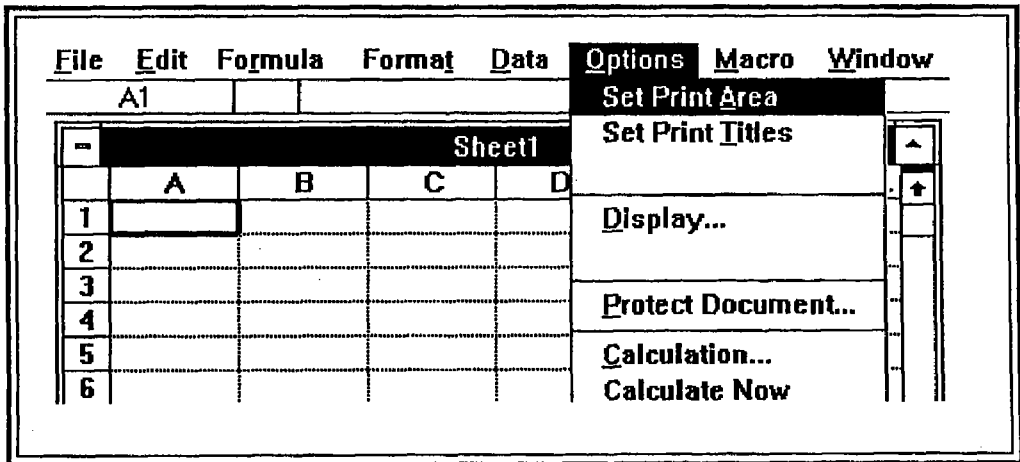 File Edit Formula Format Data Options Macro Window
A1
Set Print Area
Set Print Titles
Sheet1
A B C D
Display...
Protect Document...
Calculation...
Calculate Now
1
2
3
4
5
6